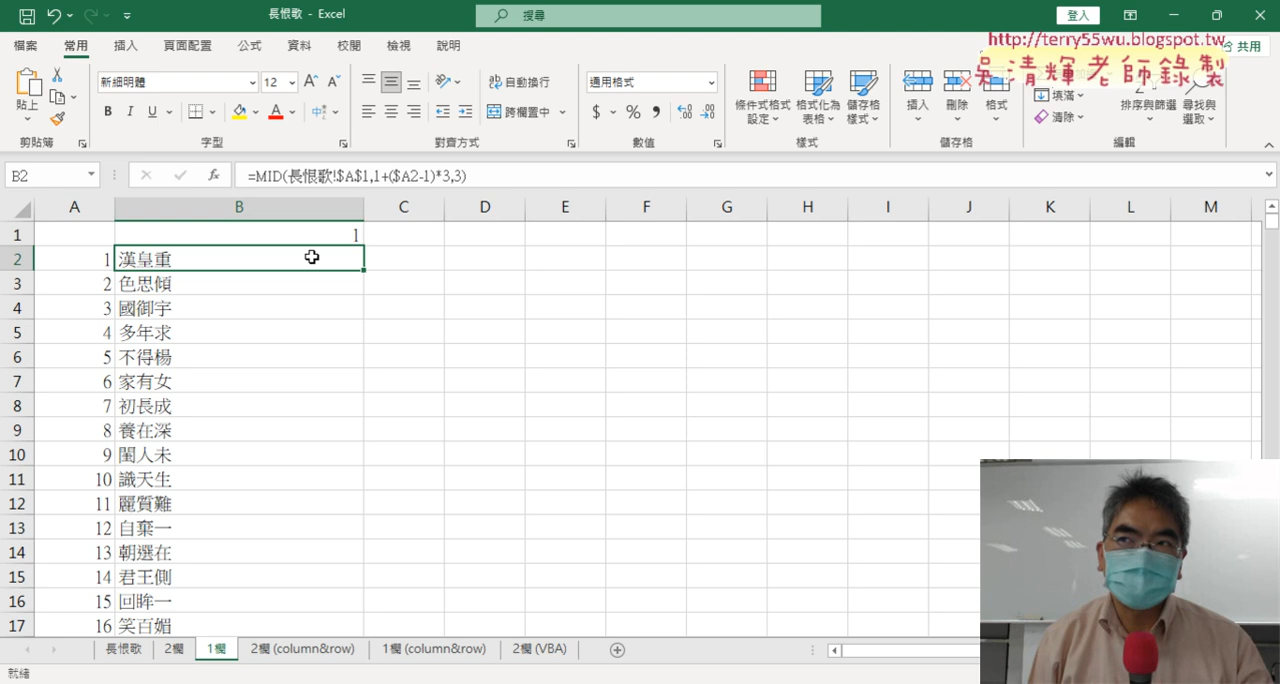 長恨歌 - Excel
搜尋
登入
檔案 常用 插入 頁面配置 公式 資料 校閱 檢視 說明
共用
http://terry55wu.blogspot.tw
吳清輝老師錄製
貼上
新細明體 12
自動換行
通用格式
條件式格式設定 格式化為表格 儲存格樣式
插入 刪除 格式
填滿
清除
排序與篩選 尋找與選取
B I U
跨欄置中
剪貼簿 字型 對齊方式 數值 樣式 儲存格 編輯
B2 fx =MID(長恨歌!$A$1,1+($A2-1)*3,3)
A B C D E F G H I J K L M
1 1
2 1 漢皇重
3 2 色思傾
4 3 國御宇
5 4 多年求
6 5 不得楊
7 6 家有女
8 7 初長成
9 8 養在深
10 9 閨人未
11 10 識天生
12 11 麗質難
13 12 自棄一
14 13 朝選在
15 14 君王側
16 15 回眸一
17 16 笑百媚
長恨歌 2欄 1欄 2欄 (column&row) 1欄 (column&row) 2欄 (VBA)
就緒